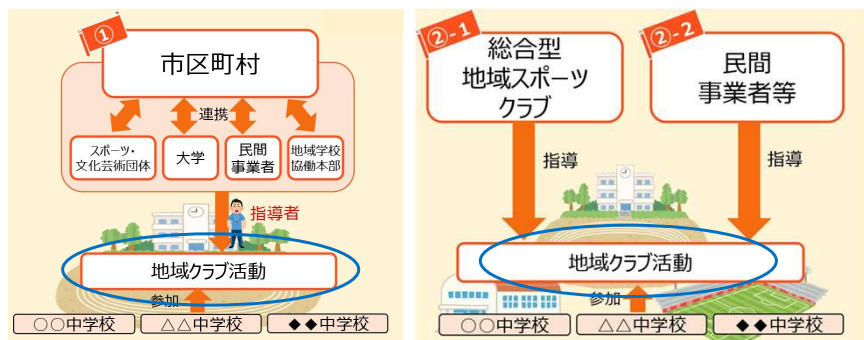 ①
市区町村
連携
スポーツ・
文化芸術団体
大学
民間
事業者
地域学校
協働本部
指導者
地域クラブ活動
参加
○○中学校
△△中学校
◆◆中学校
②-1
総合型
地域スポーツ
クラブ
②-2
民間
事業者等
指導
指導
地域クラブ活動
参加
○○中学校
△△中学校
◆◆中学校